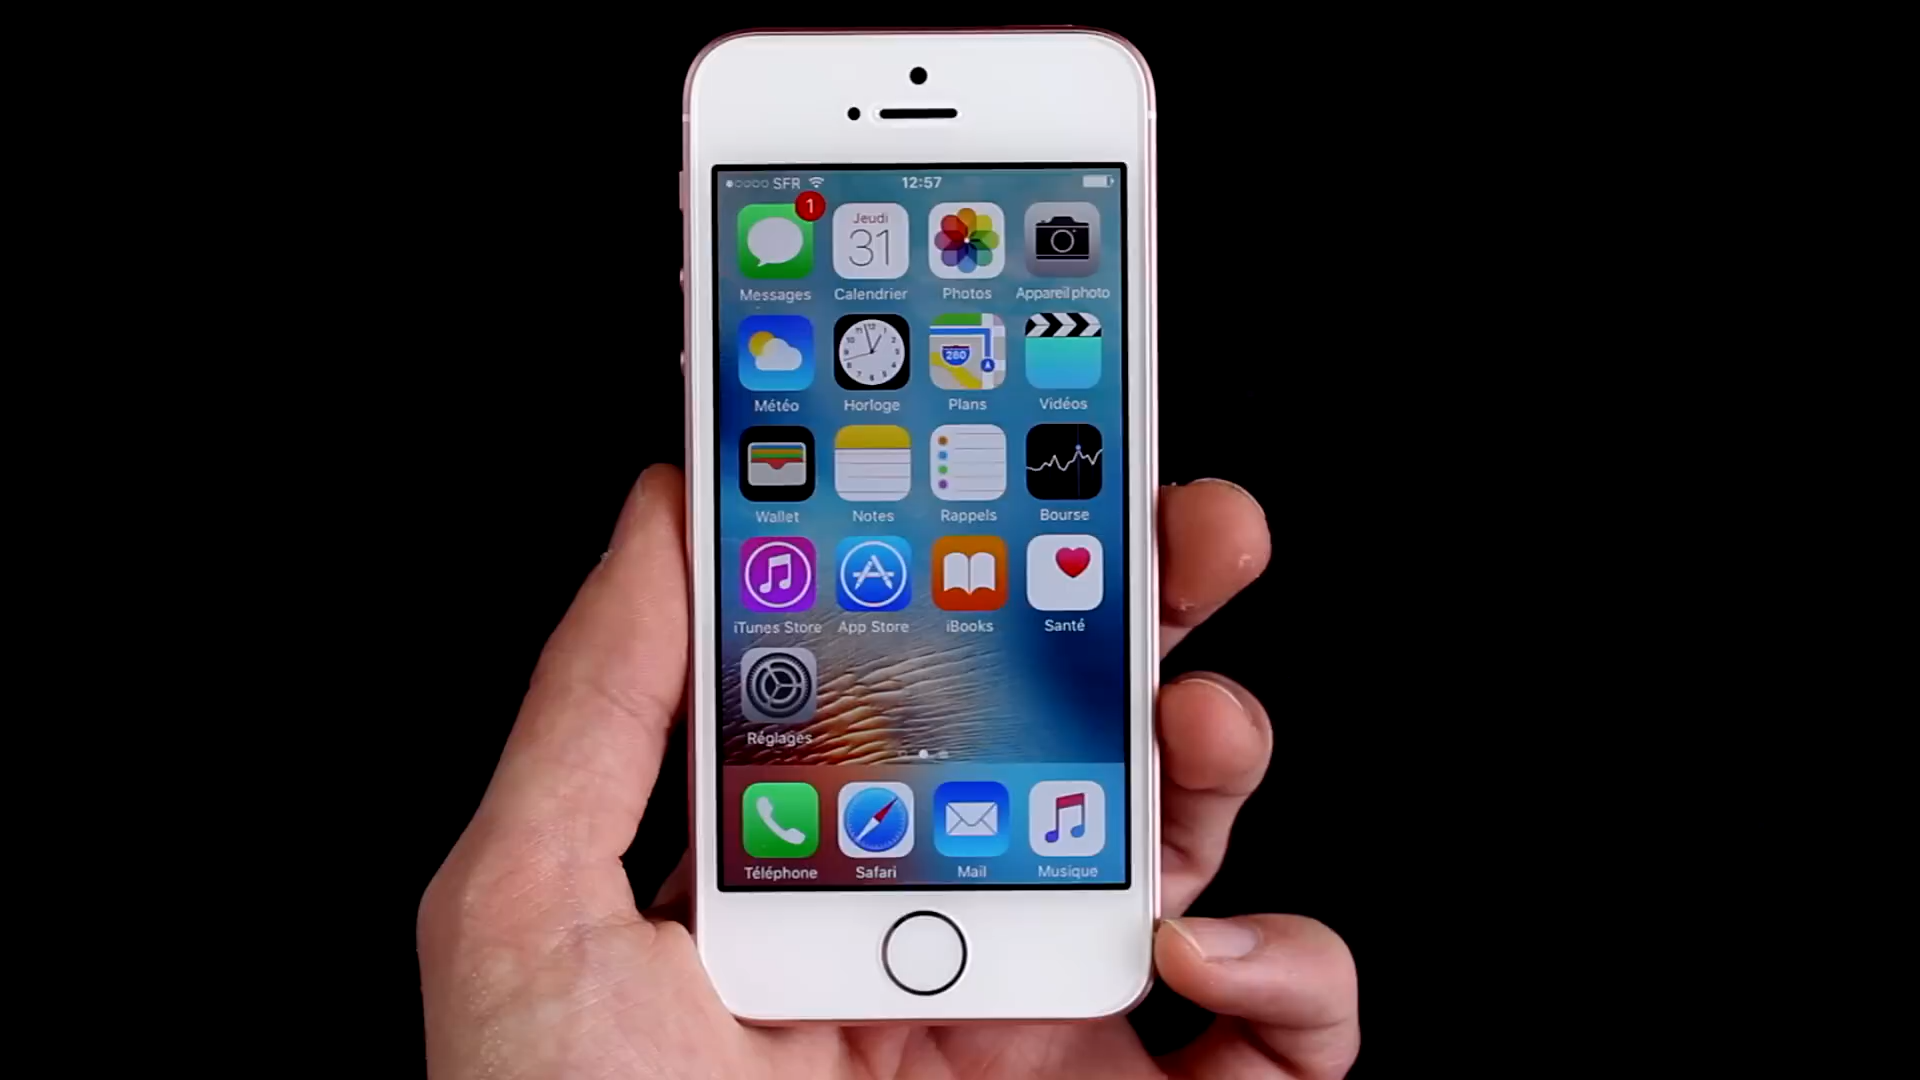 SFR 12:57
1
Jeudi
31
Messages Calendrier Photos Appareil photo
280
Météo Horloge Plans Vidéos
Wallet Notes Rappels Bourse
iTunes Store App Store iBooks Santé
Réglages
Téléphone Safari Mail Musique